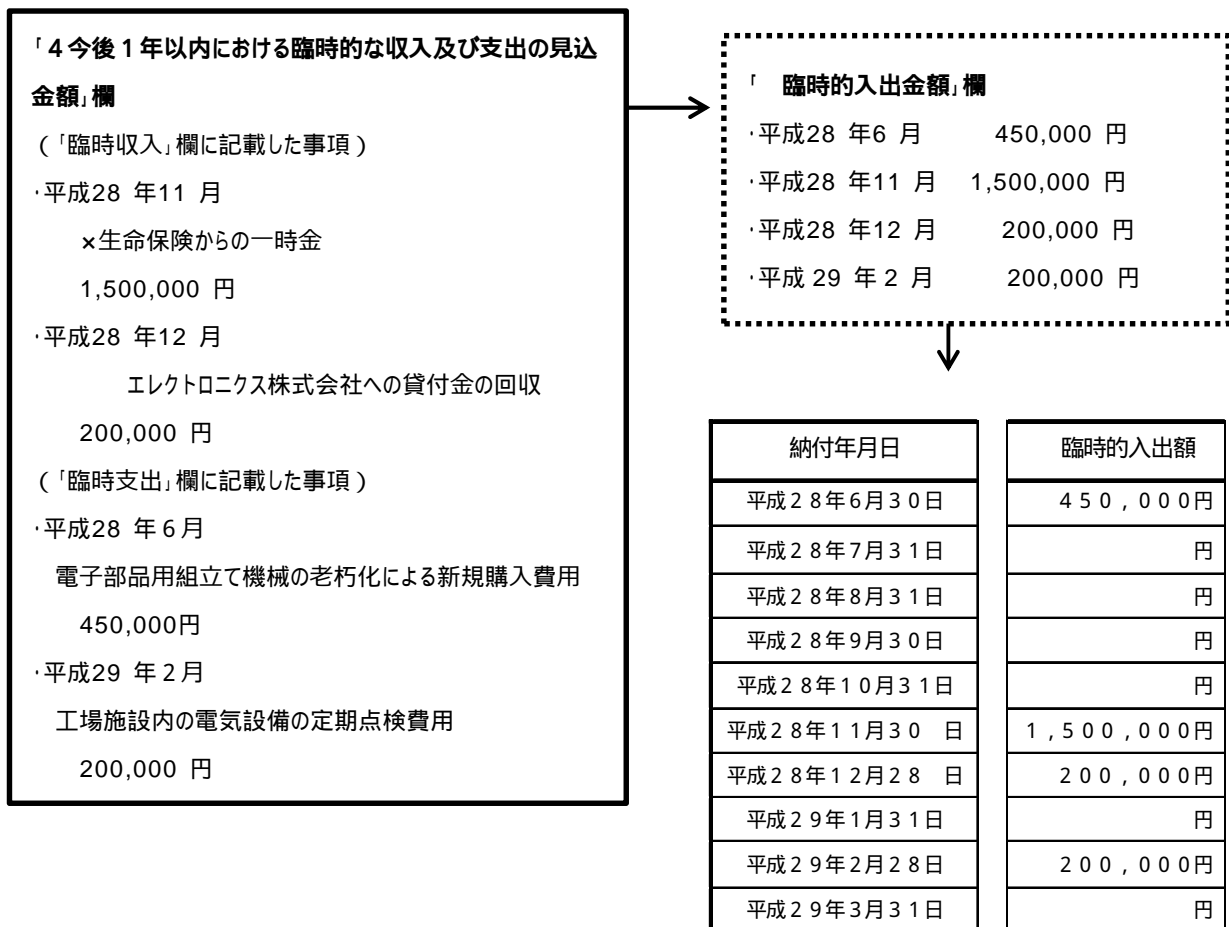 「４今後１年以内における臨時的な収入及び支出の見込
金額」欄
（「臨時収入」欄に記載した事項）
・平成28 年11 月
×生命保険からの一時金
1,500,000 円
・平成28 年12 月
エレクトロニクス株式会社への貸付金の回収
200,000 円
（「臨時支出」欄に記載した事項）
・平成28 年６月
電子部品用組立て機械の老朽化による新規購入費用
450,000円
・平成29 年２月
工場施設内の電気設備の定期点検費用
200,000 円
「　臨時的入出金額」欄
・平成28 年6 月 450,000 円
・平成28 年11 月 1,500,000 円
・平成28 年12 月 200,000 円
・平成 29 年 2 月 200,000 円
納付年月日 臨時的入出額
平成２８年６月３０日 ４５０，０００円
平成２８年７月３１日 円
平成２８年８月３１日 円
平成２８年９月３０日 円
平成２８年１０月３１日 円
平成２８年１１月３０　日 １，５００，０００円
平成２８年１２月２８　日 ２００，０００円
平成２９年１月３１日 円
平成２９年２月２８日 ２００，０００円
平成２９年３月３１日 円